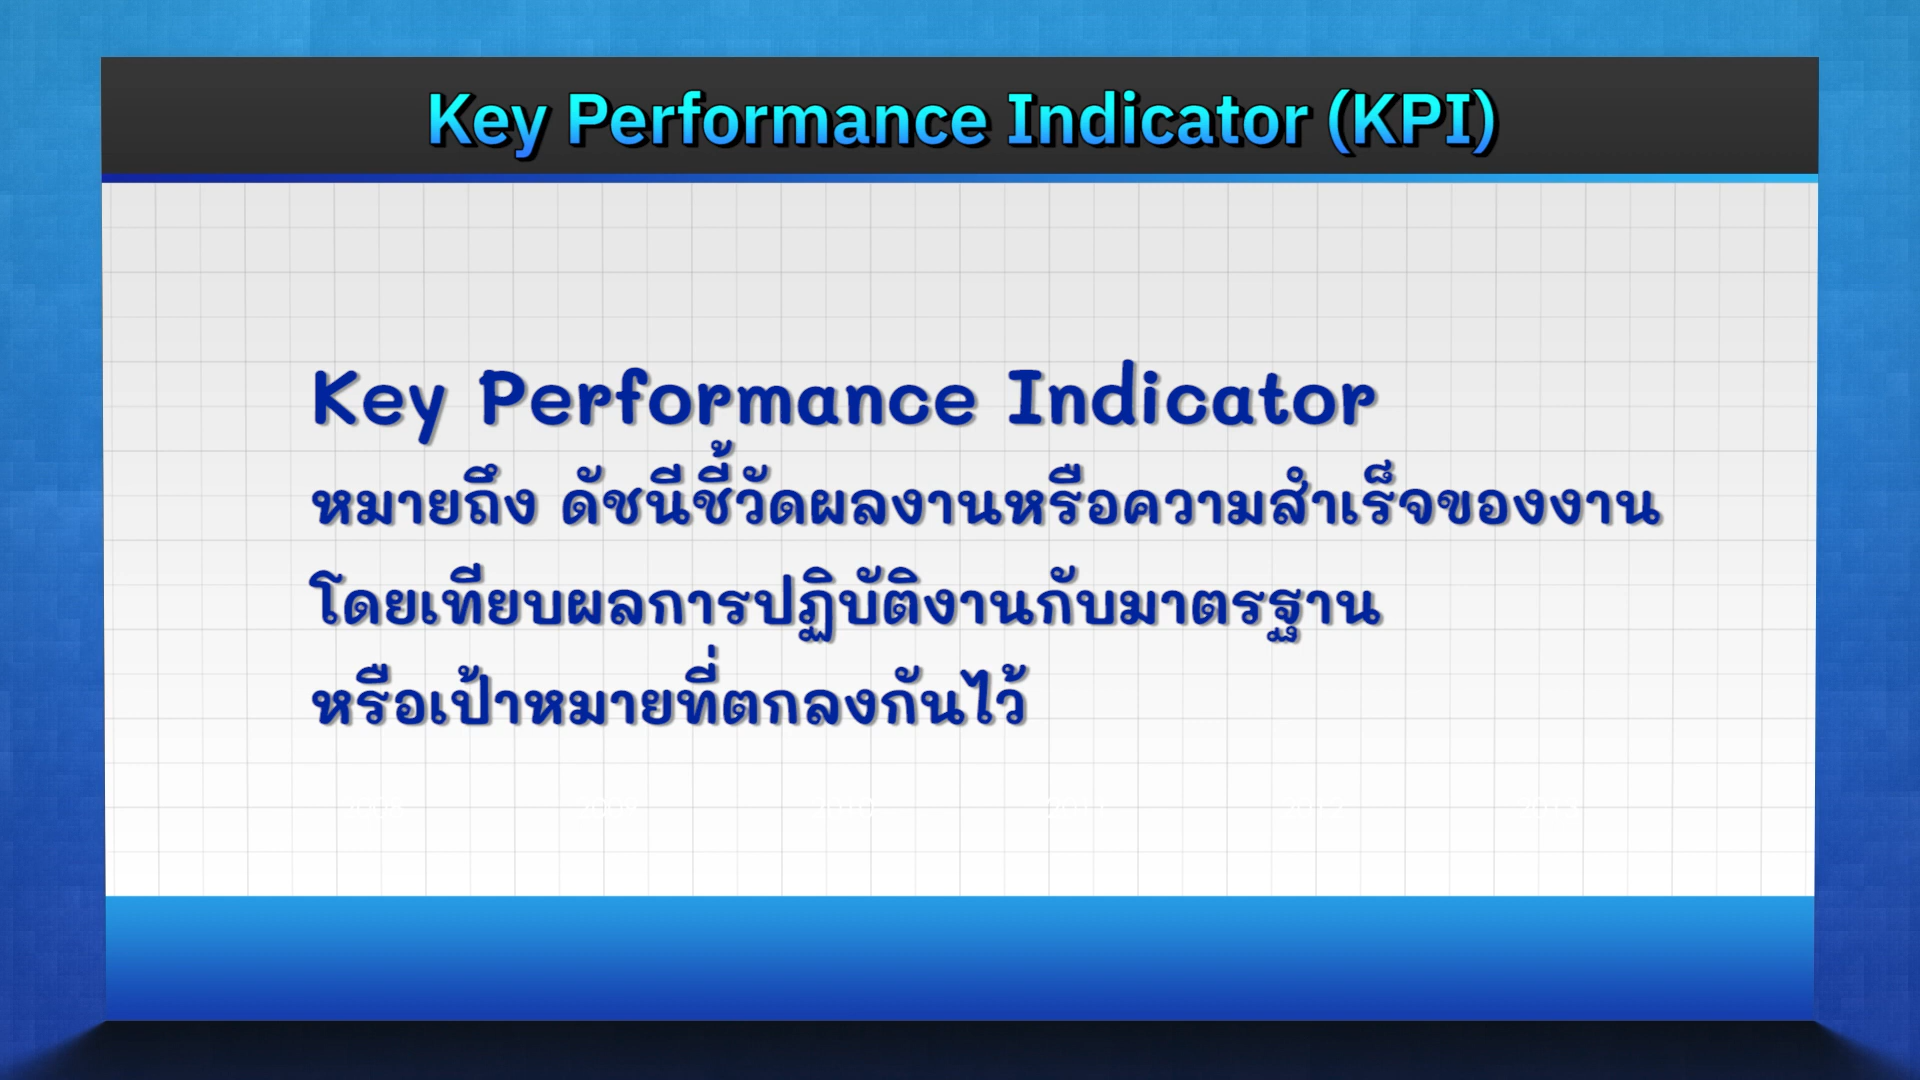 Key Performance Indicator (KPI)
Key Performance Indicator
หมายถึง ดัชนีชี้วัดผลงานหรือความสำเร็จของงาน
โดยเทียบผลการปฏิบัติงานกับมาตรฐาน
หรือเป้าหมายที่ตกลงกันไว้